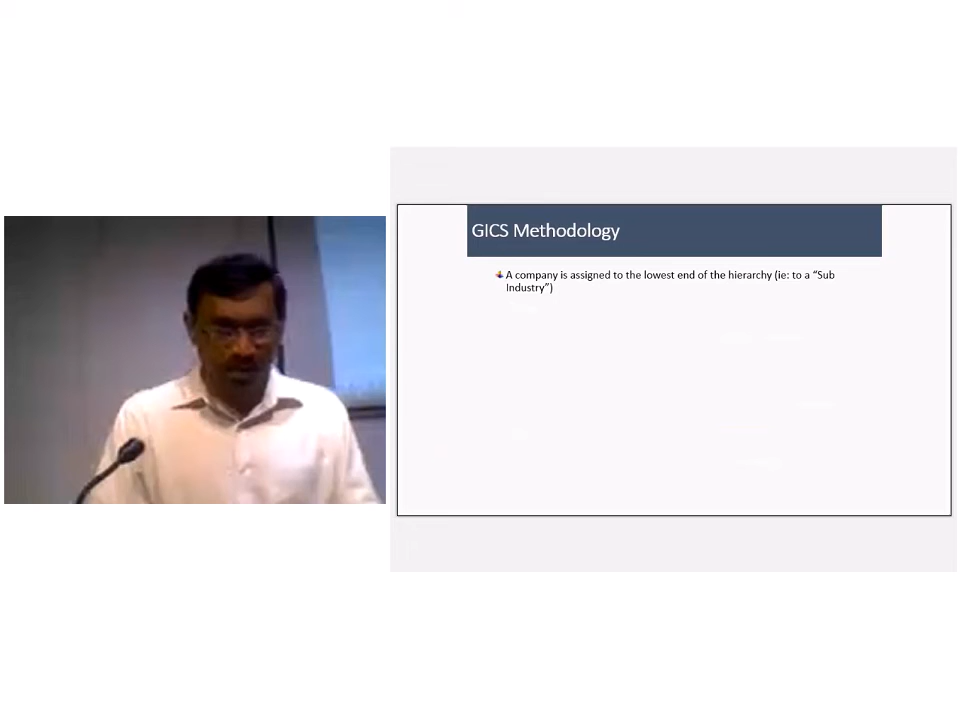 GICS Methodology
A company is assigned to the lowest end of the hierarchy (ie: to a “Sub
Industry”)